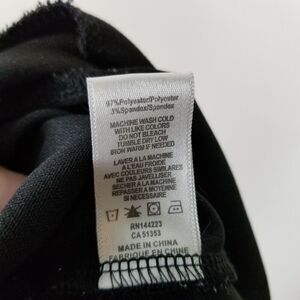 97%Polyester/Polyester
3%Spandex/Spandex
MACHINE WASH COLD
WITH LIKE COLORS
DO NOT BLEACH
TUMBLE DRY LOW
IRON WARM IF NEEDED
LAVER A LA MACHINE
A L'EAU FROIDE
AVEC COULEURS SIMILAIRES
NE PAS JAVELLISER
SÉCHER A LA MACHINE
REPASSER A MOYENNE
SI NECESSAIRE
RN144223
CA 51353
MADE IN CHINA
FABRIQUE EN CHINE